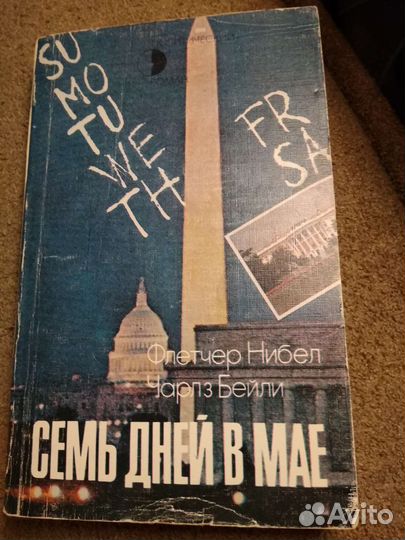 SU
MO
TU
WE
TH
FR
SA
Флетчер Нибел
Чарлз Бейли
СЕМЬ ДНЕЙ В МАЕ
Avito